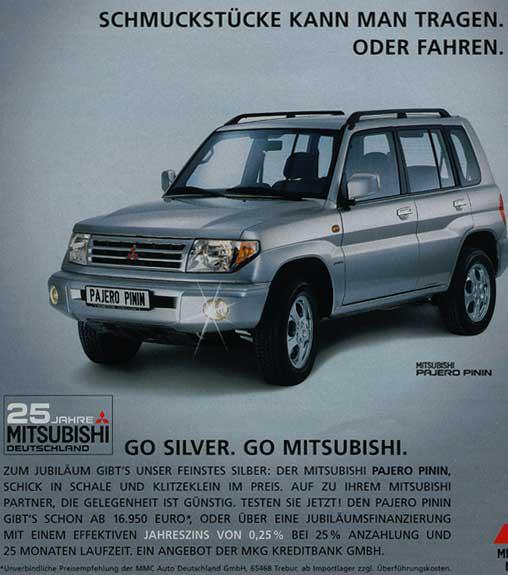 SCHMUCKSTÜCKE KANN MAN TRAGEN.
ODER FAHREN.
PAJERO PININ
MITSUBISHI
PAJERO PININ
25 JAHRE
MITSUBISHI
DEUTSCHLAND
GO SILVER. GO MITSUBISHI.
ZUM JUBILÄUM GIBT'S UNSER FEINSTES SILBER: DER MITSUBISHI PAJERO PININ,
SCHICK IN SCHALE UND KLITZEKLEIN IM PREIS. AUF ZU IHREM MITSUBISHI
PARTNER, DIE GELEGENHEIT IST GÜNSTIG. TESTEN SIE JETZT! DEN PAJERO PININ
GIBT'S SCHON AB 16.950 EURO*, ODER ÜBER EINE JUBILÄUMSFINANZIERUNG
MIT EINEM EFFEKTIVEN JAHRESZINS VON 0,25% BEI 25% ANZAHLUNG UND
25 MONATEN LAUFZEIT. EIN ANGEBOT DER MKG KREDITBANK GMBH.
*Unverbindliche Preisempfehlung der MMC Auto Deutschland GmbH, 65468 Trebur, ab Importlager zzgl. Überführungskosten.